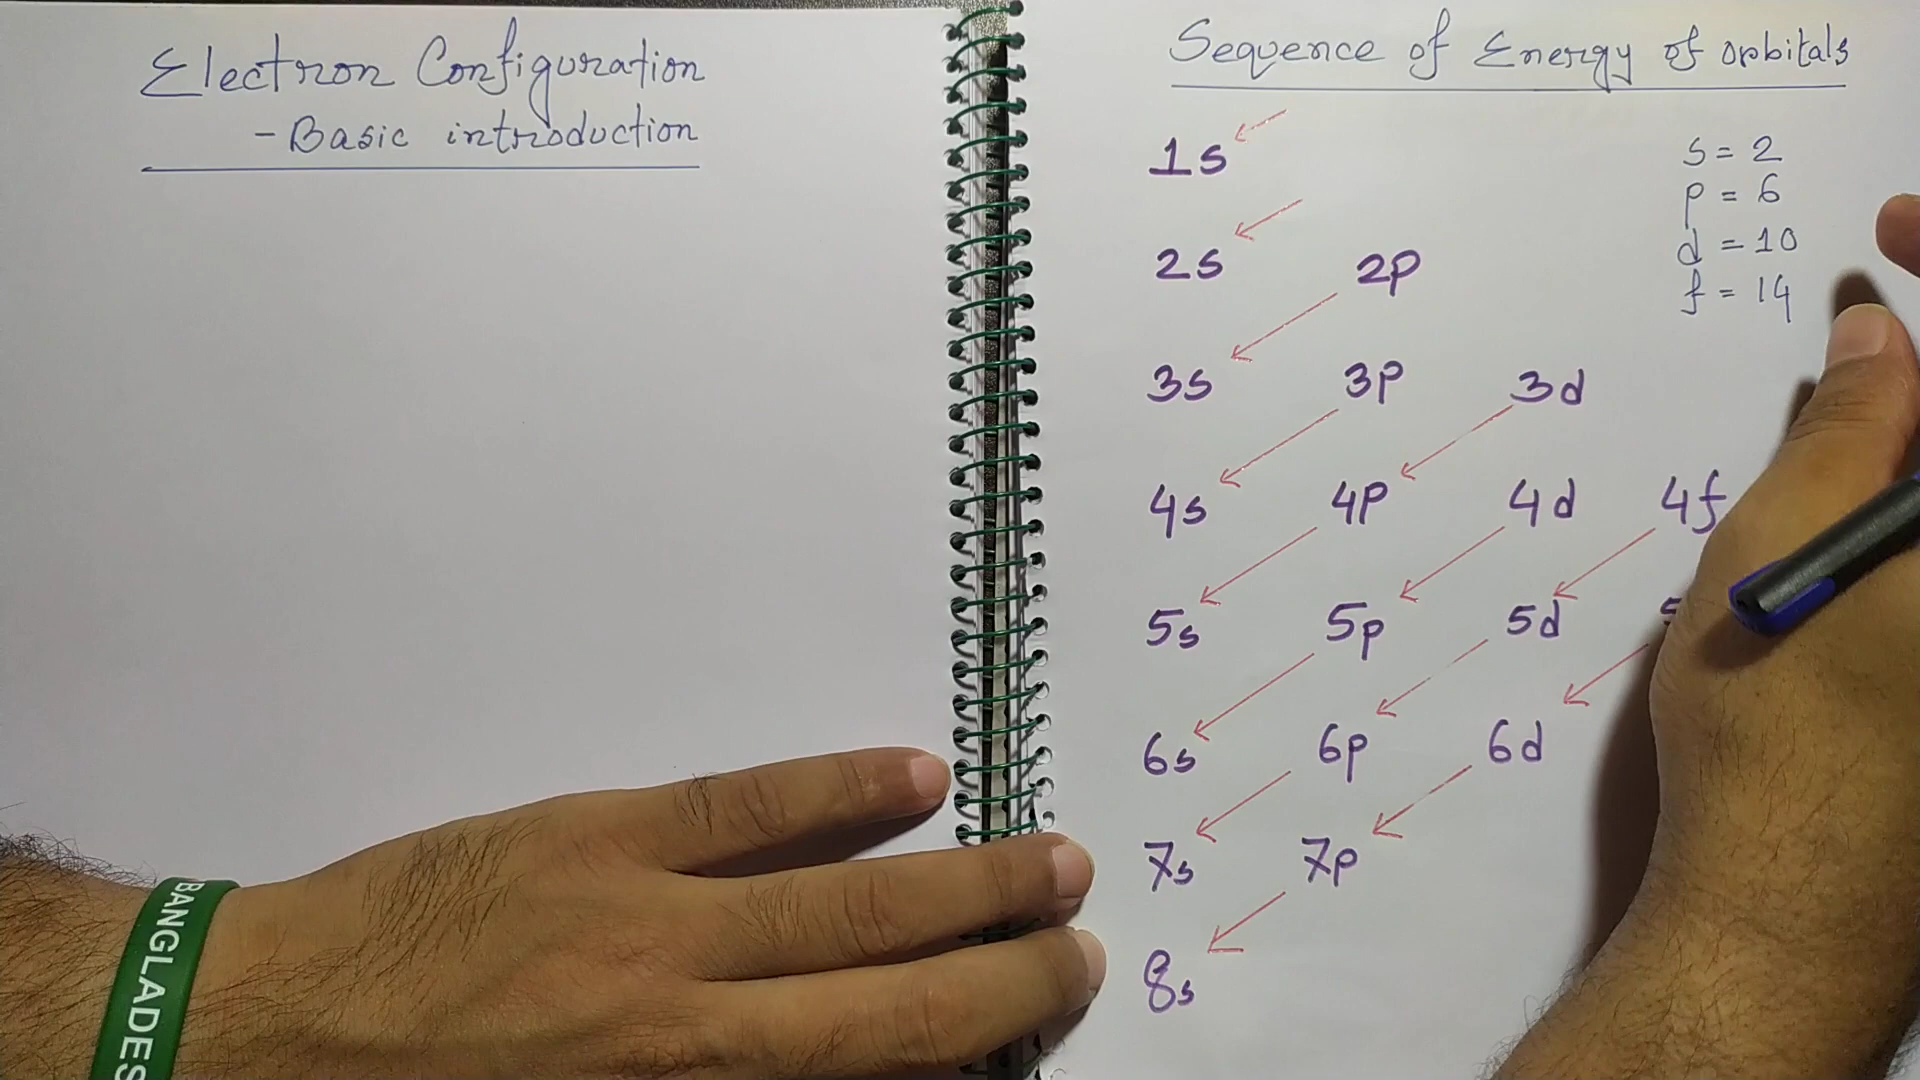 Electron Configuration
- Basic introduction
Sequence of Energy of orbitals
1s
2s 2p
3s 3p 3d
4s 4p 4d 4f
5s 5p 5d 5
6s 6p 6d
7s 7p
8s
s = 2
p = 6
d = 10
f = 14
BANGLADES